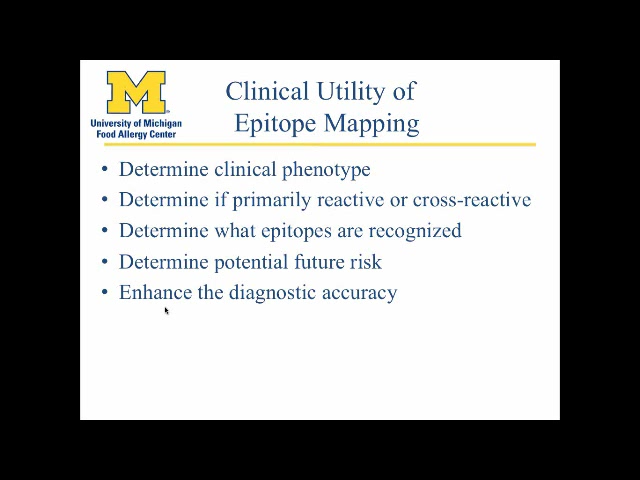 M
University of Michigan
Food Allergy Center
Clinical Utility of
Epitope Mapping
• Determine clinical phenotype
• Determine if primarily reactive or cross-reactive
• Determine what epitopes are recognized
• Determine potential future risk
• Enhance the diagnostic accuracy